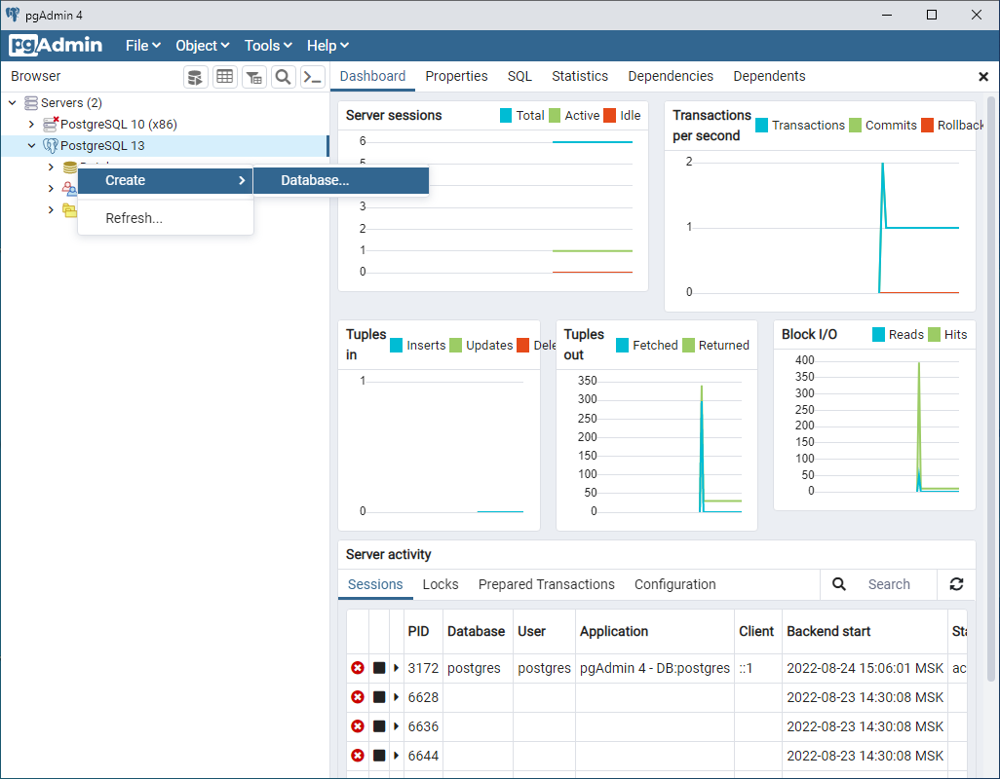 pgAdmin 4
pgAdmin File Object Tools Help
Browser
Dashboard Properties SQL Statistics Dependencies Dependents
Servers (2)
PostgreSQL 10 (x86)
PostgreSQL 13
Create
Database...
Refresh...
Server sessions
Total Active Idle
6
5
3
2
1
0
Transactions per second
Transactions Commits Rollback
2
1
0
Tuples in
Inserts Updates Dele
1
0
Tuples out
Fetched Returned
350
300
250
200
150
100
50
0
Block I/O
Reads Hits
400
350
300
250
200
150
100
50
0
Server activity
Sessions Locks Prepared Transactions Configuration Search
PID Database User Application Client Backend start Sta
3172 postgres postgres pgAdmin 4 - DB:postgres ::1 2022-08-24 15:06:01 MSK ac
6628 2022-08-23 14:30:08 MSK
6636 2022-08-23 14:30:08 MSK
6644 2022-08-23 14:30:08 MSK